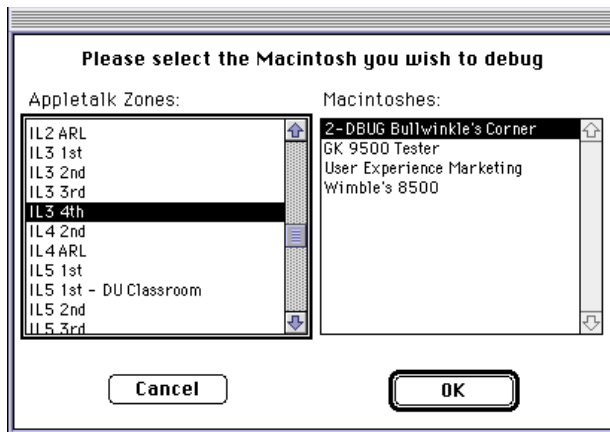 Please select the Macintosh you wish to debug
Appletalk Zones:
IL2 ARL
IL3 1st
IL3 2nd
IL3 3rd
IL3 4th
IL4 2nd
IL4 ARL
IL5 1st
IL5 1st - DU Classroom
IL5 2nd
IL5 3rd
Macintoshes:
2-DBUG Bullwinkle's Corner
GK 9500 Tester
User Experience Marketing
Wimble's 8500
Cancel
OK